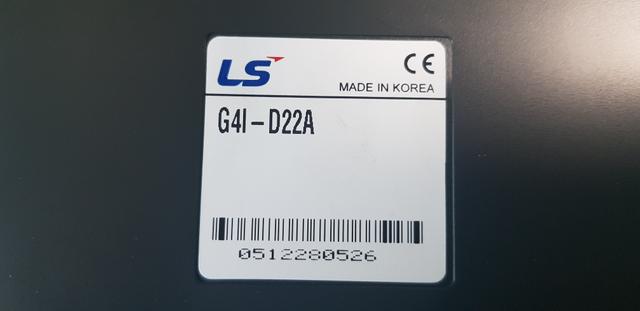 LS
CE
MADE IN KOREA
G4I-D22A
0512280526